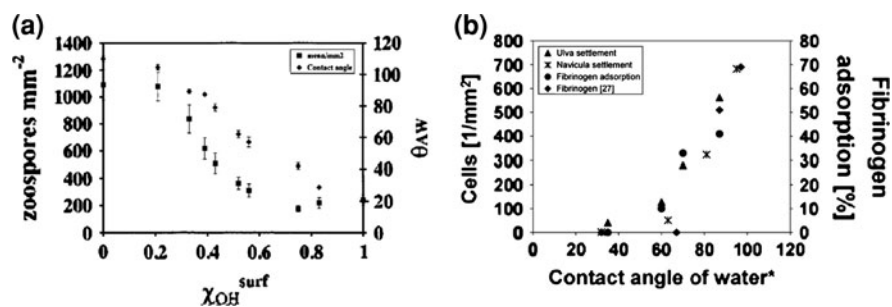 (a)
zoospores mm-2
1400
1200
1000
800
600
400
200
0
0 0.2 0.4 0.6 0.8 1
χOH surf
120
100
80
60
40
20
0
θAW
mean/mm2
Contact angle
(b)
Cells [1/mm2]
800
700
600
500
400
300
200
100
0
0 20 40 60 80 100 120
Contact angle of water*
80
70
60
50
40
30
20
10
0
Fibrinogen
adsorption [%]
Ulva settlement
Navicula settlement
Fibrinogen adsorption
Fibrinogen [27]